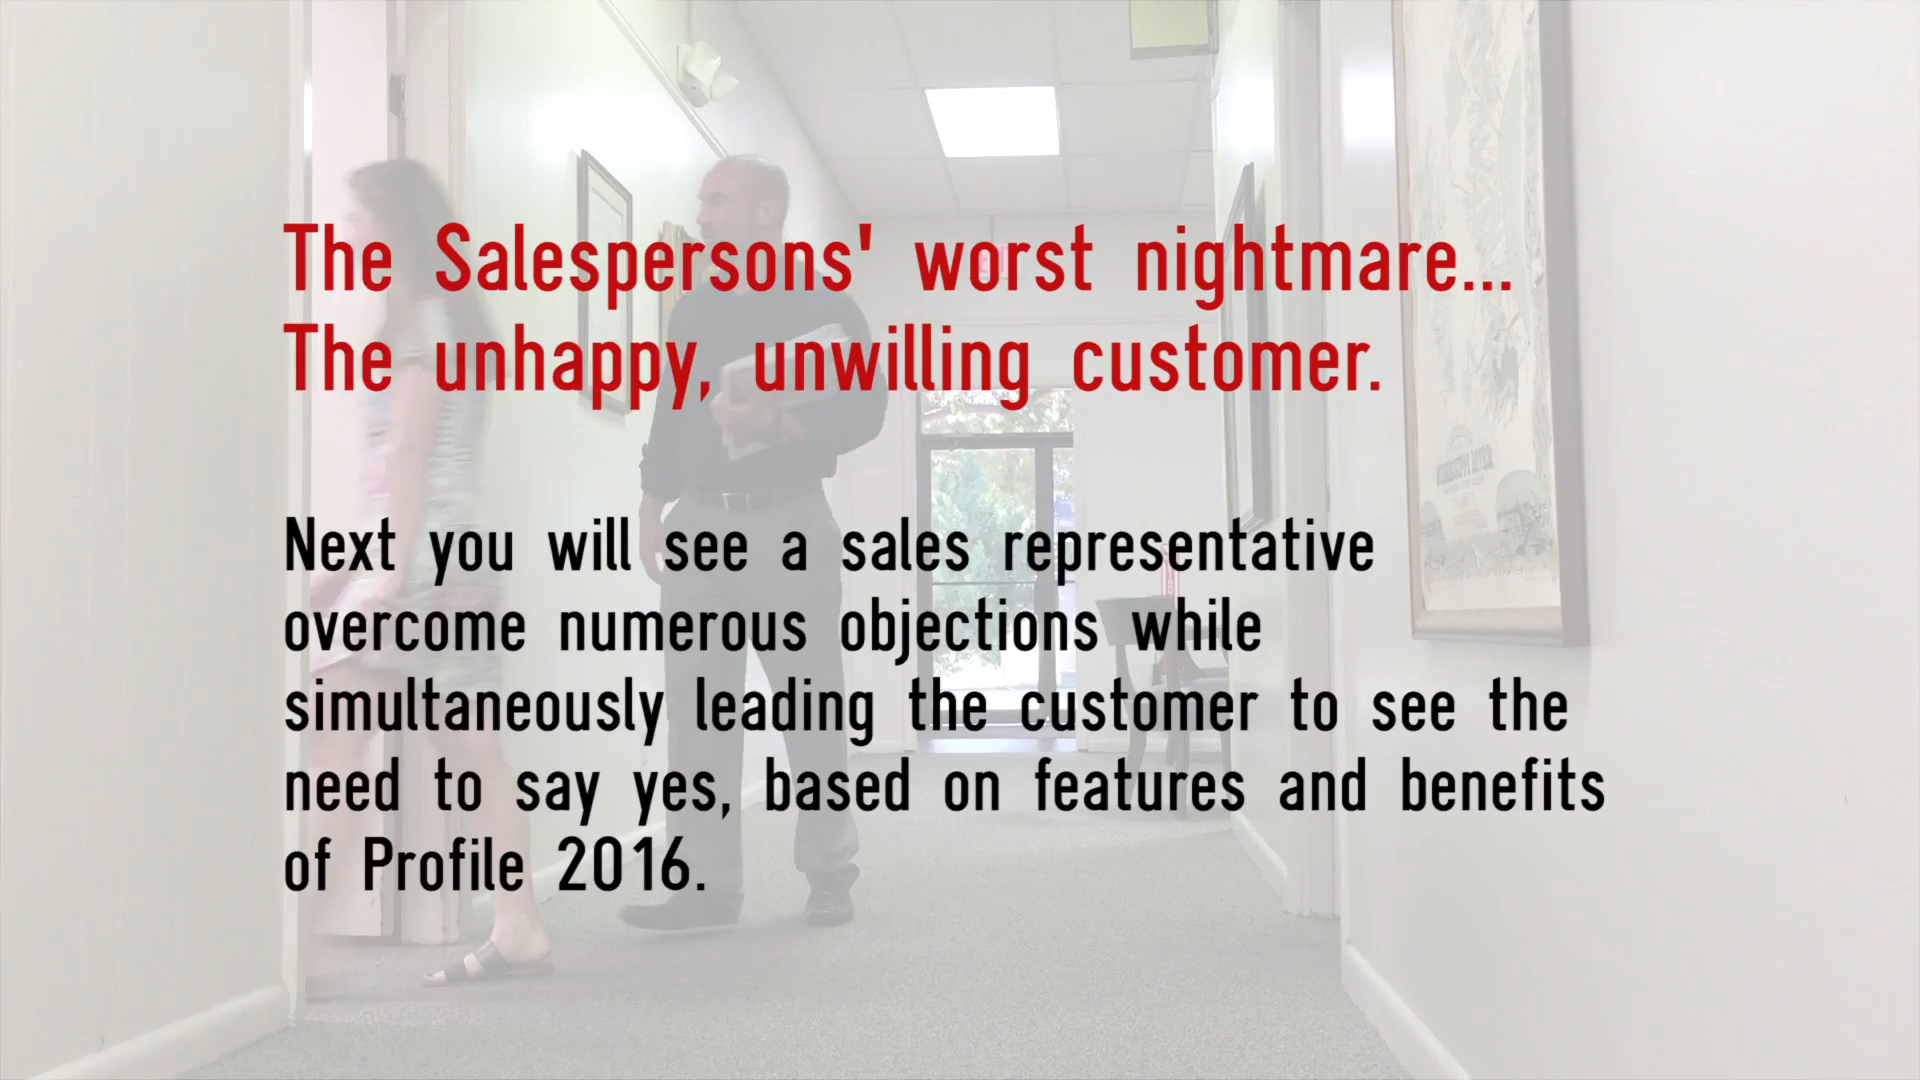 The Salespersons' worst nightmare...
The unhappy, unwilling customer.
Next you will see a sales representative
overcome numerous objections while
simultaneously leading the customer to see the
need to say yes, based on features and benefits
of Profile 2016.